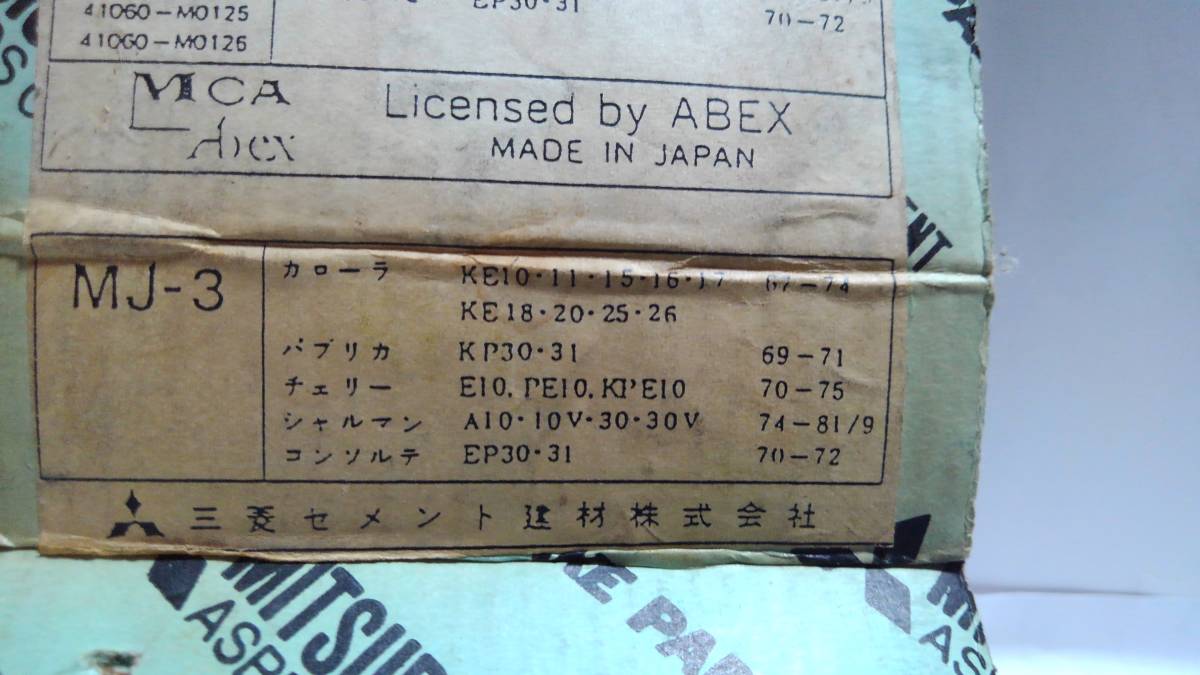 41060-M0125
EP30·31
70-72
41060-M0126
MCA
Abex
Licensed by ABEX
MADE IN JAPAN
MJ-3
カローラ KE10·11·15·16·17 67-74
KE18·20·25·26
パブリカ KP30·31 69-71
チェリー E10. PE10. KPE10 70-75
シャルマン A10·10V·30·30V 74-81/9
コンソルテ EP30·31 70-72
三菱セメント建材株式会社